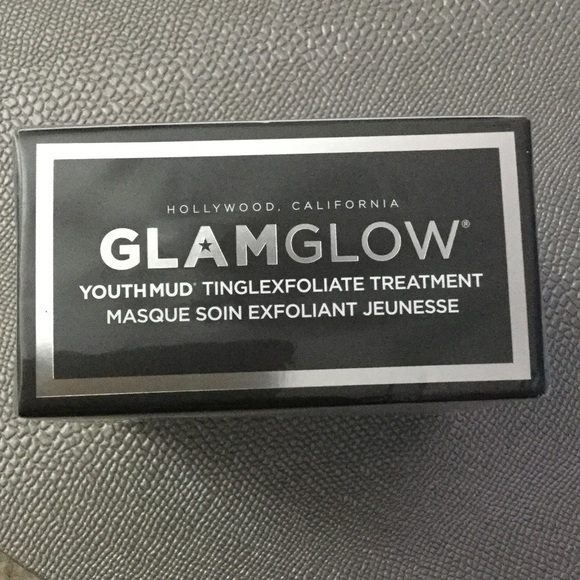 HOLLYWOOD, CALIFORNIA
GLAMGLOW®
YOUTHMUD® TINGLEXFOLIATE TREATMENT
MASQUE SOIN EXFOLIANT JEUNESSE